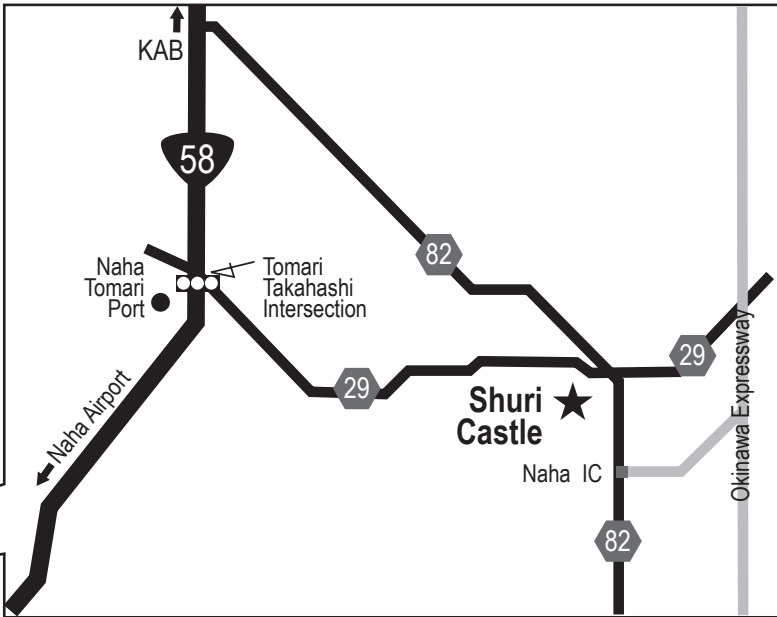 KAB
58
82
Naha
Tomari
Port
Tomari
Takahashi
Intersection
29
29
Naha Airport
Shuri
Castle
Okinawa Expressway
Naha IC
82